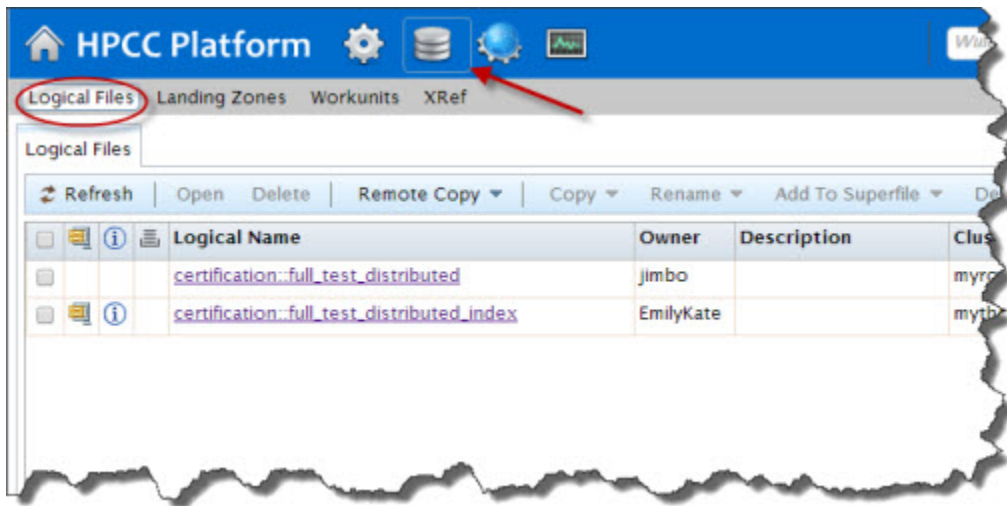 HPCC Platform
Logical Files Landing Zones Workunits XRef
Logical Files
Refresh Open Delete Remote Copy Copy Rename Add To Superfile
Logical Name Owner Description
certification::full_test_distributed jimbo
certification::full_test_distributed_index EmilyKate